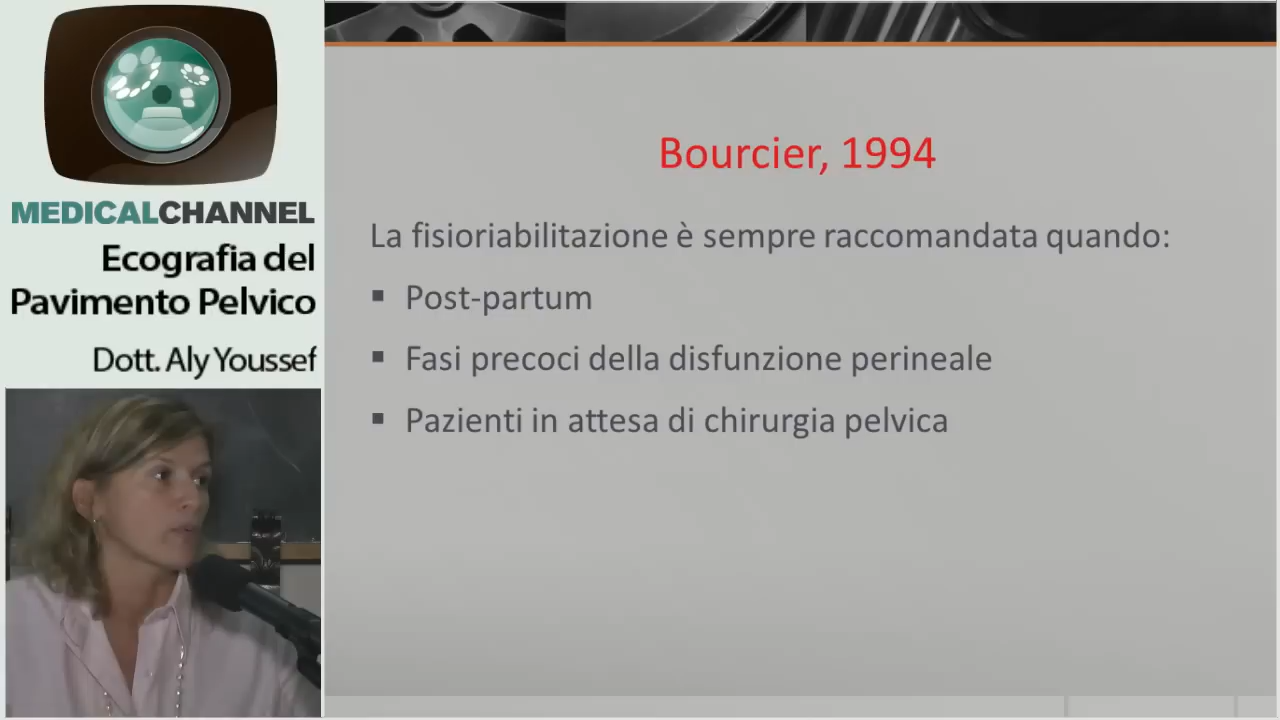 MEDICALCHANNEL
Ecografia del
Pavimento Pelvico
Dott. Aly Youssef
Bourcier, 1994
La fisioriabilitazione è sempre raccomandata quando:
▪ Post-partum
▪ Fasi precoci della disfunzione perineale
▪ Pazienti in attesa di chirurgia pelvica